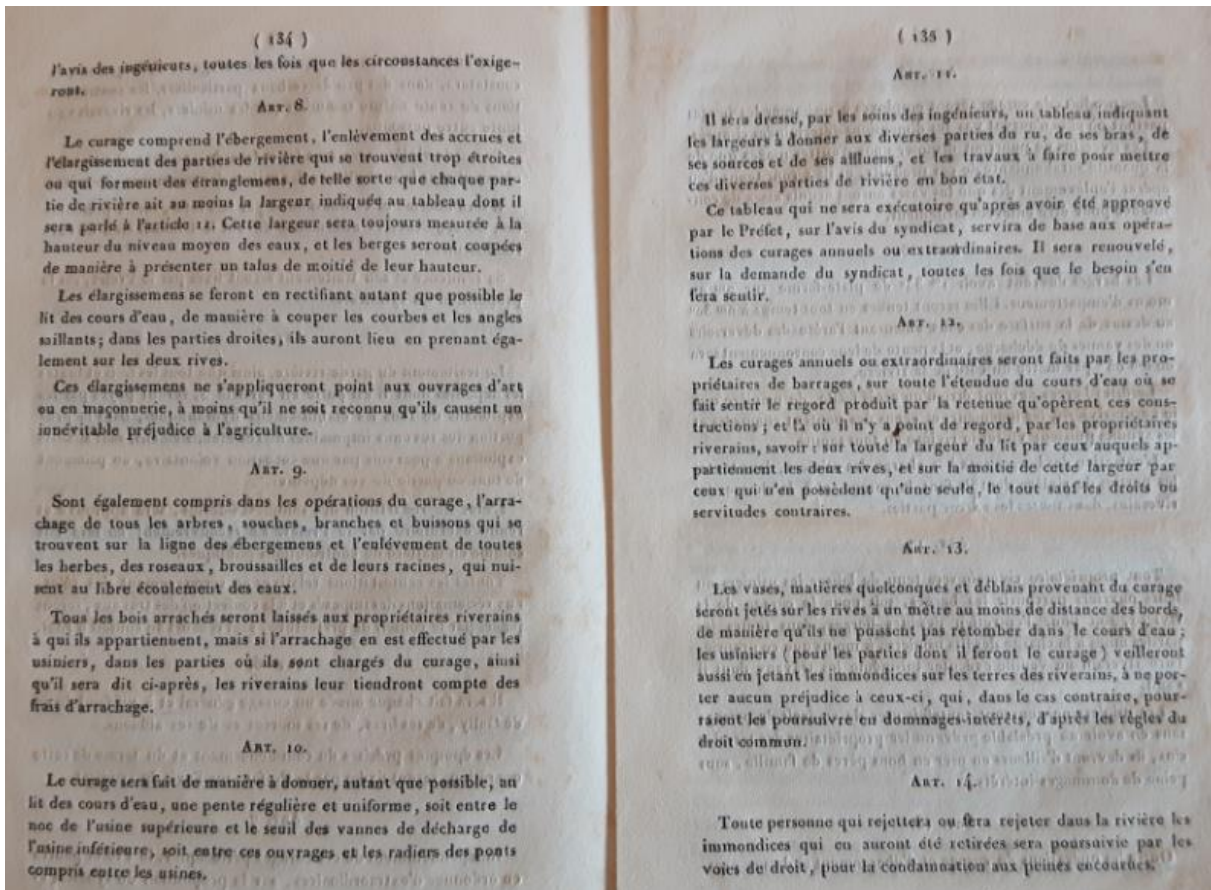 ( 134 )
l'avis des ingénieurs, toutes les fois que les circonstances l'exige-
ront.
ART. 8.
Le curage comprend l'ébergement, l'enlèvement des accrues et
l'élargissement des parties de rivière qui se trouvent trop étroites
ou qui forment des étranglemens, de telle sorte que chaque par-
tie de rivière ait au moins la largeur indiquée au tableau dont il
sera parlé à l'article 11. Cette largeur sera toujours mesurée à la
hauteur du niveau moyen des eaux, et les berges seront coupées
de manière à présenter un talus de moitié de leur hauteur.
Les élargissemens se feront en rectifiant autant que possible le
lit des cours d'eau, de manière à couper les courbes et les angles
saillants; dans les parties droites, ils auront lieu en prenant éga-
lement sur les deux rives.
Ces élargissemens ne s'appliqueront point aux ouvrages d'art
ou en maçonnerie, à moins qu'il ne soit reconnu qu'ils causent un
inévitable préjudice à l'agriculture.
ART. 9.
Sont également compris dans les opérations du curage, l'arra-
chage de tous les arbres, souches, branches et buissons qui se
trouvent sur la ligne des ébergemens et l'enlévement de toutes
les herbes, des roseaux, broussailles et de leurs racines, qui nui-
sent au libre écoulement des eaux.
Tous les bois arrachés seront laissés aux propriétaires riverains
à qui ils appartiennent, mais si l'arrachage en est effectué par les
usiniers, dans les parties où ils sont chargés du curage, ainsi
qu'il sera dit ci-après, les riverains leur tiendront compte des
frais d'arrachage.
ART. 10.
Le curage sera fait de manière à donner, autant que possible, au
lit des cours d'eau, une pente régulière et uniforme, soit entre le
noc de l'usine supérieure et le seuil des vannes de décharge de
l'usine inférieure, soit entre ces ouvrages et les radiers des ponts
compris entre les usines.
( 135 )
ART. 11.
Il sera dressé, par les soins des ingénieurs, un tableau indiquant
les largeurs à donner aux diverses parties du ru, de ses bras, de
ses sources et de ses affluens, et les travaux à faire pour mettre
ces diverses parties de rivière en bon état.
Ce tableau qui ne sera exécutoire qu'après avoir été approuvé
par le Préfet, sur l'avis du syndicat, servira de base aux opéra-
tions des curages annuels ou extraordinaires. Il sera renouvelé,
sur la demande du syndicat, toutes les fois que le besoin s'en
fera sentir.
ART. 12.
Les curages annuels ou extraordinaires seront faits par les pro-
priétaires de barrages, sur toute l'étendue du cours d'eau où se
fait sentir le regord produit par la retenue qu'opèrent ces cons-
tructions; et là où il n'y a point de regord, par les propriétaires
riverains, savoir: sur toute la largeur du lit par ceux auquels ap-
partiennent les deux rives, et sur la moitié de cette largeur par
ceux qui n'en possèdent qu'une seule, le tout sauf les droits ou
servitudes contraires.
ART. 13.
Les vases, matières quelconques et déblais provenant du curage
seront jetés sur les rives à un mètre au moins de distance des bords,
de manière qu'ils ne puissent pas retomber dans le cours d'eau;
les usiniers (pour les parties dont il feront le curage) veilleront
aussi en jetant les immondices sur les terres des riverains, à ne por-
ter aucun préjudice à ceux-ci, qui, dans le cas contraire, pour-
raient les poursuivre en dommages-intérêts, d'après les règles du
droit commun.
ART. 14.
Toute personne qui rejettera ou fera rejeter dans la rivière les
immondices qui en auront été retirées sera poursuivie par les
voies de droit, pour la condamnation aux peines encourues.